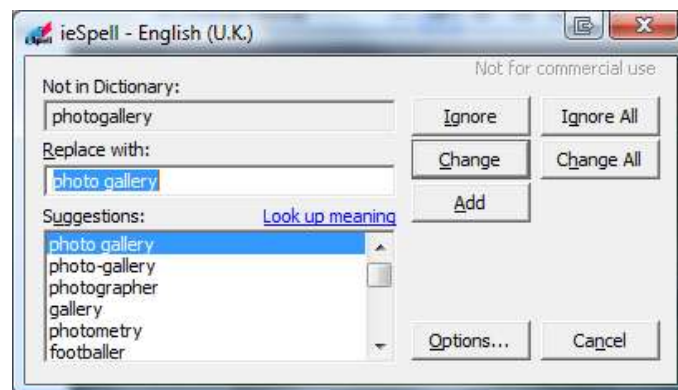 ieSpell - English (U.K.)
Not for commercial use
Not in Dictionary:
photogallery
Ignore
Ignore All
Replace with:
photo gallery
Change
Change All
Add
Suggestions:
Look up meaning
photo gallery
photo-gallery
photographer
gallery
photometry
footballer
Options...
Cancel